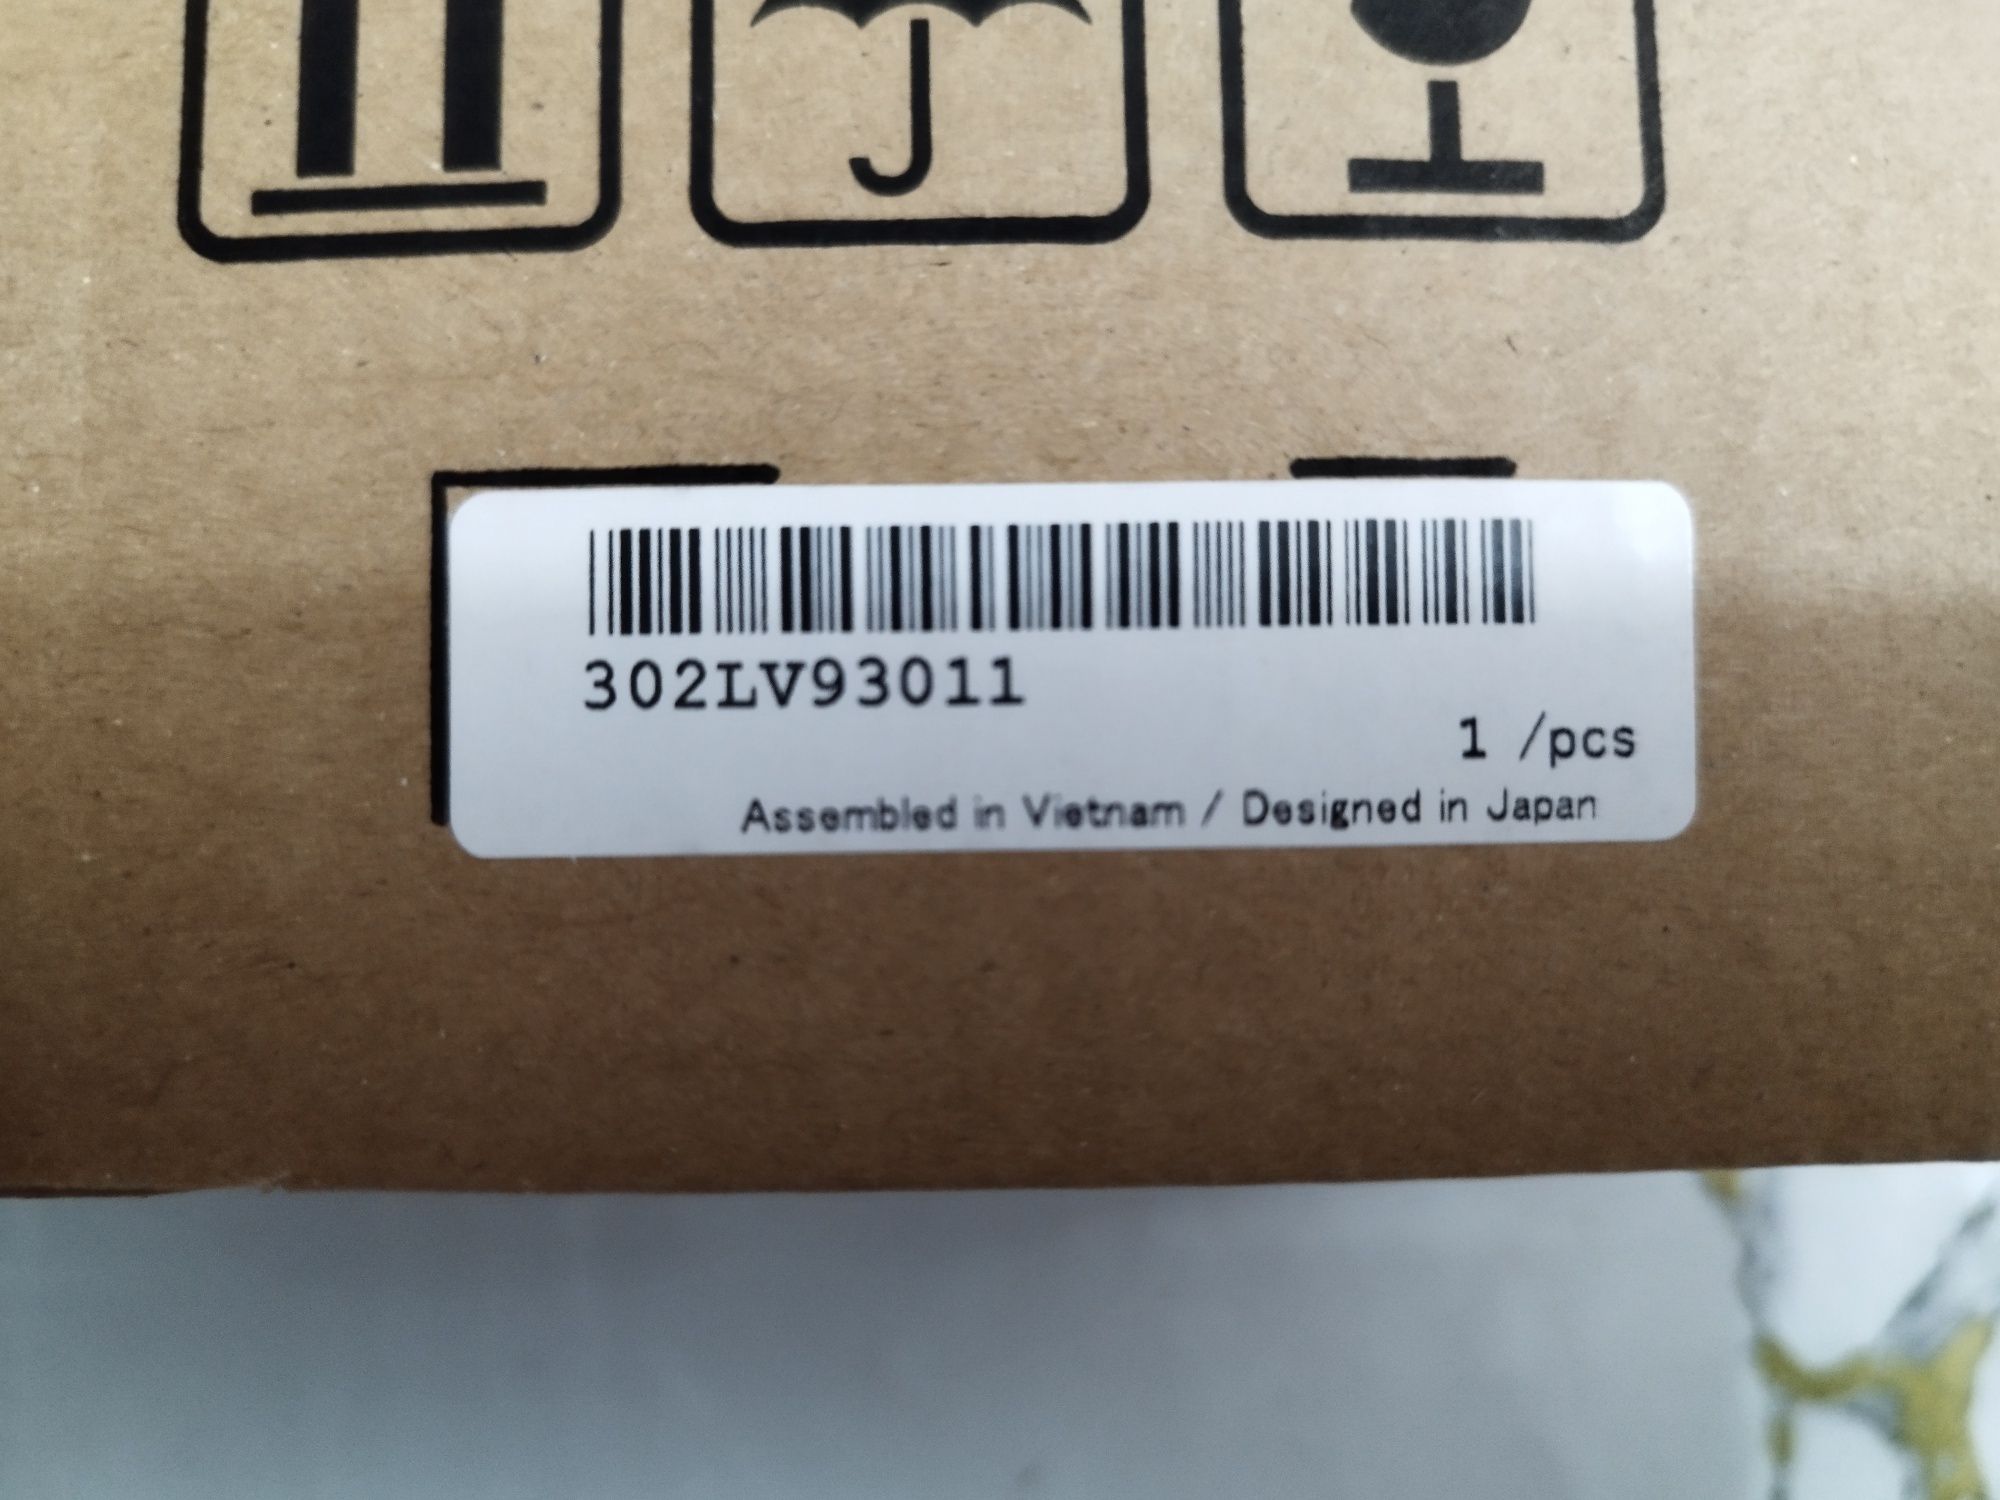 302LV93011
1 /pcs
Assembled in Vietnam / Designed in Japan